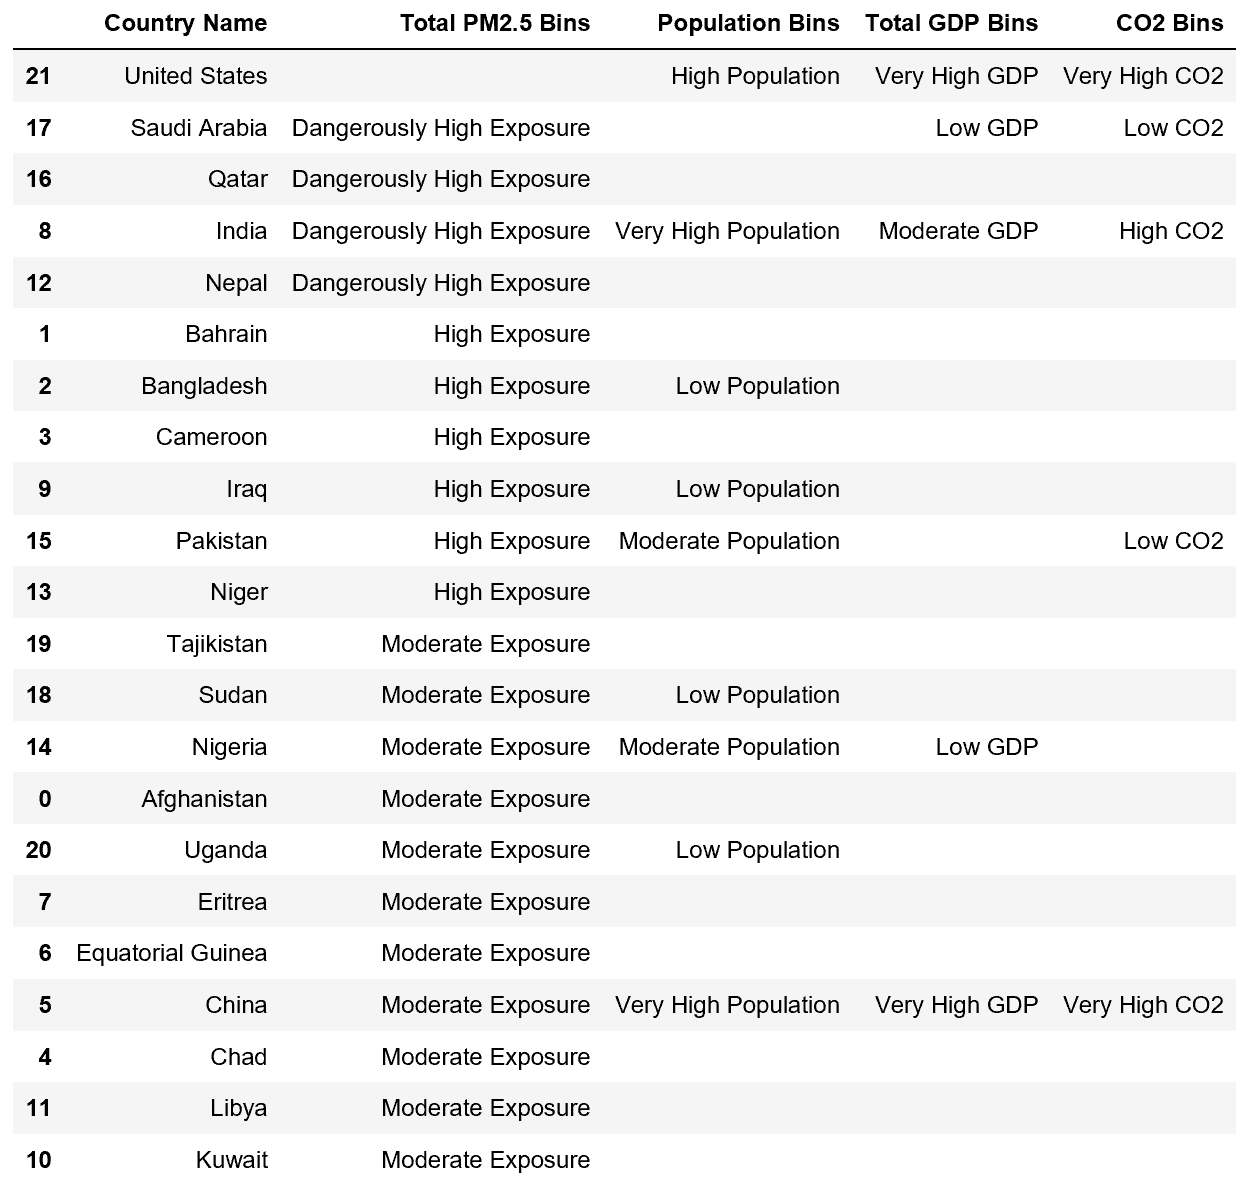 Country Name Total PM2.5 Bins Population Bins Total GDP Bins CO2 Bins
21 United States High Population Very High GDP Very High CO2
17 Saudi Arabia Dangerously High Exposure Low GDP Low CO2
16 Qatar Dangerously High Exposure
8 India Dangerously High Exposure Very High Population Moderate GDP High CO2
12 Nepal Dangerously High Exposure
1 Bahrain High Exposure
2 Bangladesh High Exposure Low Population
3 Cameroon High Exposure
9 Iraq High Exposure Low Population
15 Pakistan High Exposure Moderate Population Low CO2
13 Niger High Exposure
19 Tajikistan Moderate Exposure
18 Sudan Moderate Exposure Low Population
14 Nigeria Moderate Exposure Moderate Population Low GDP
0 Afghanistan Moderate Exposure
20 Uganda Moderate Exposure Low Population
7 Eritrea Moderate Exposure
6 Equatorial Guinea Moderate Exposure
5 China Moderate Exposure Very High Population Very High GDP Very High CO2
4 Chad Moderate Exposure
11 Libya Moderate Exposure
10 Kuwait Moderate Exposure